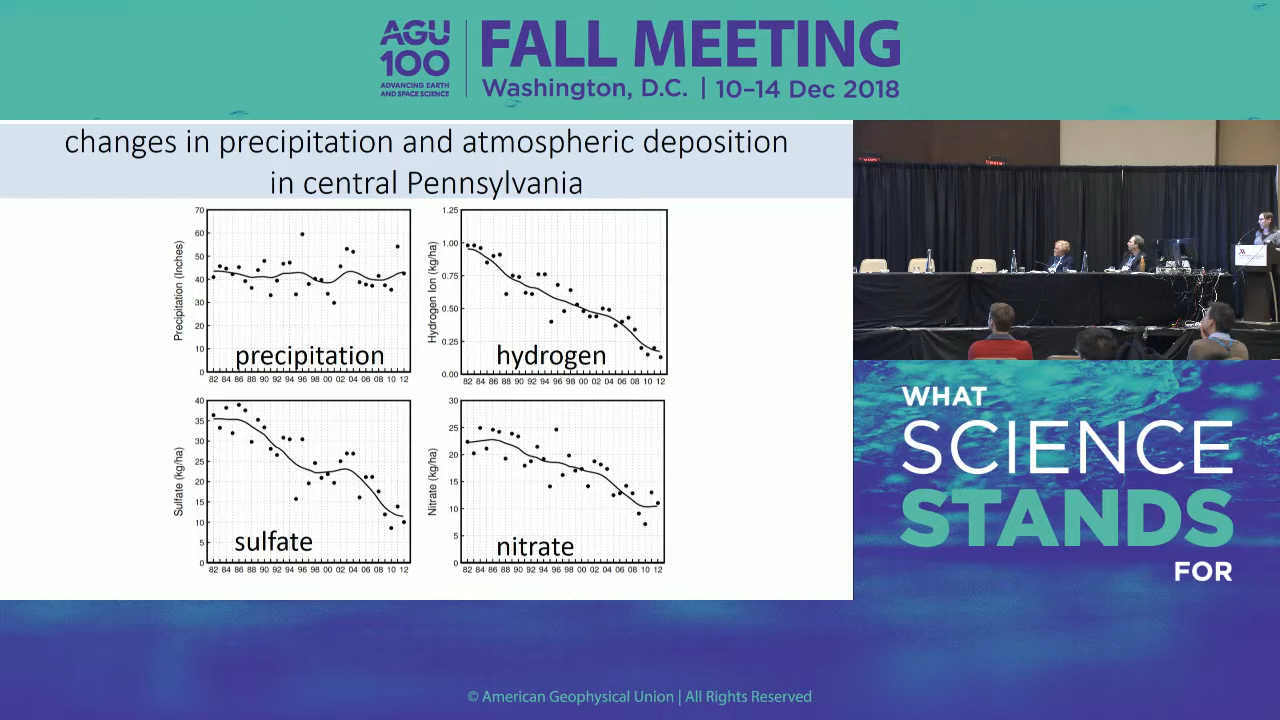 AGU
100
ADVANCING EARTH
AND SPACE SCIENCE
FALL MEETING
Washington, D.C. | 10–14 Dec 2018
changes in precipitation and atmospheric deposition
in central Pennsylvania
Precipitation (Inches)
70
60
50
40
30
20
10
0
precipitation
82 84 86 88 90 92 94 96 98 00 02 04 06 08 10 12
Hydrogen Ion (kg/ha)
1.25
1.00
0.75
0.50
0.25
0.00
hydrogen
82 84 86 88 90 92 94 96 98 00 02 04 06 08 10 12
Sulfate (kg/ha)
40
35
30
25
20
15
10
5
0
sulfate
82 84 86 88 90 92 94 96 98 00 02 04 06 08 10 12
Nitrate (kg/ha)
30
25
20
15
10
5
0
nitrate
82 84 86 88 90 92 94 96 98 00 02 04 06 08 10 12
WHAT
SCIENCE
STANDS
FOR
© American Geophysical Union | All Rights Reserved